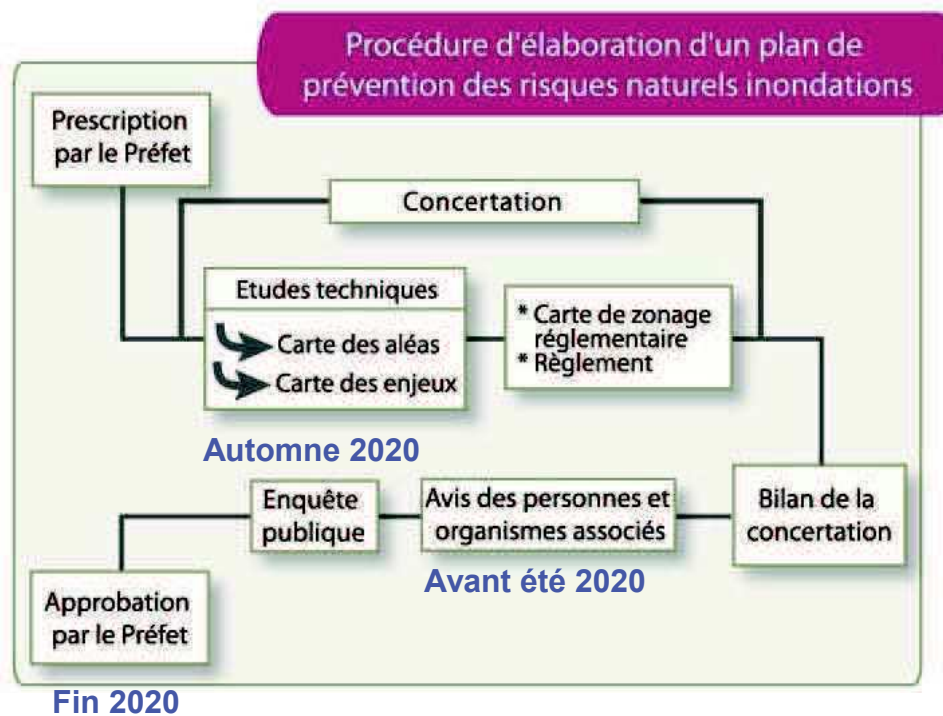 Procédure d'élaboration d'un plan de
prévention des risques naturels inondations
Prescription
par le Préfet
Concertation
Etudes techniques
Carte des aléas
Carte des enjeux
* Carte de zonage
réglementaire
* Règlement
Automne 2020
Enquête
publique
Avis des personnes et
organismes associés
Bilan de la
concertation
Avant été 2020
Approbation
par le Préfet
Fin 2020